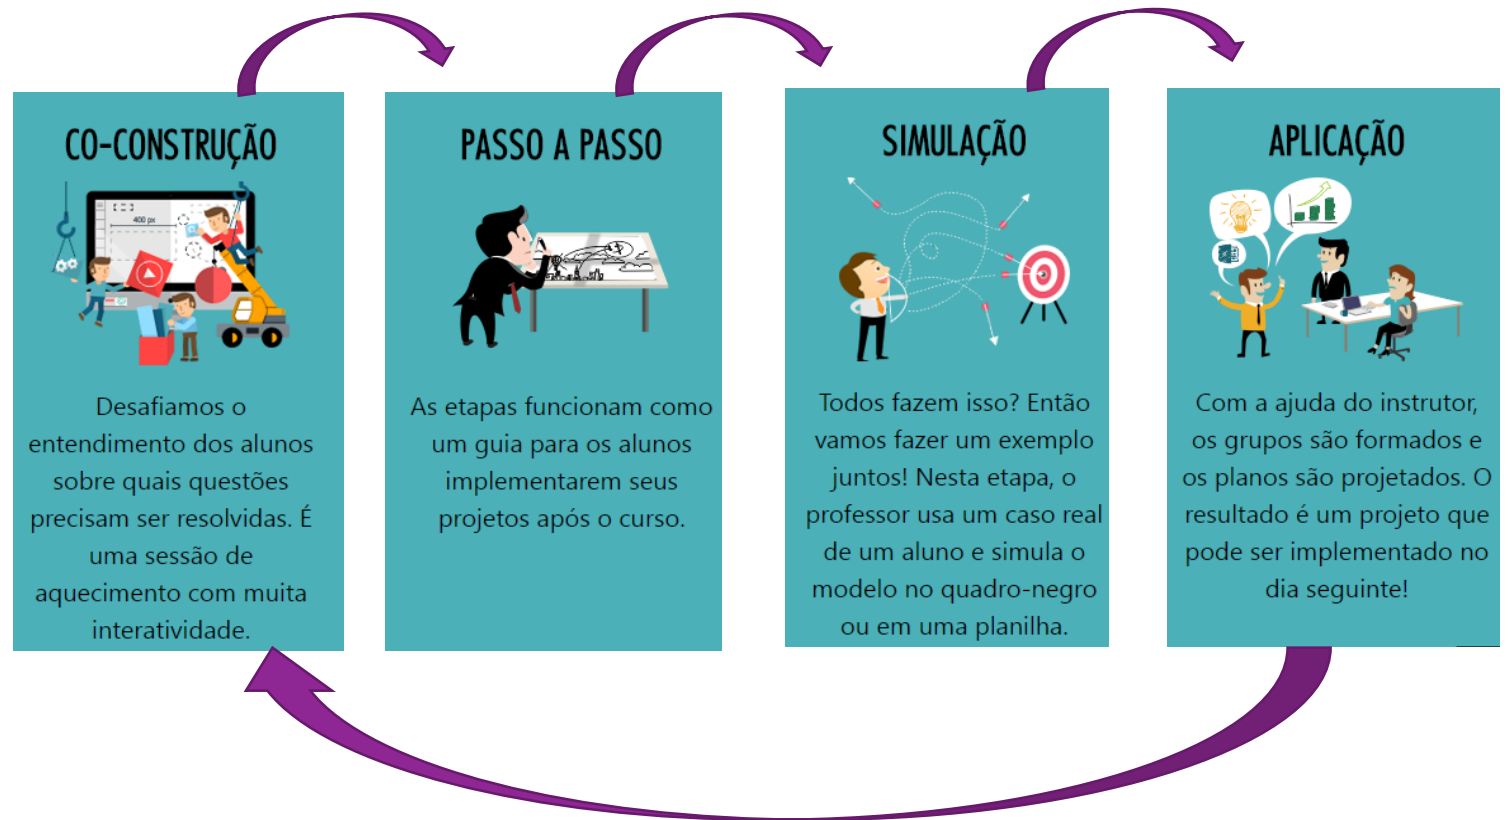 CO-CONSTRUÇÃO
400 px
Desafiamos o
entendimento dos alunos
sobre quais questões
precisam ser resolvidas. É
uma sessão de
aquecimento com muita
interatividade.
PASSO A PASSO
As etapas funcionam como
um guia para os alunos
implementarem seus
projetos após o curso.
SIMULAÇÃO
Todos fazem isso? Então
vamos fazer um exemplo
juntos! Nesta etapa, o
professor usa um caso real
de um aluno e simula o
modelo no quadro-negro
ou em uma planilha.
APLICAÇÃO
Com a ajuda do instrutor,
os grupos são formados e
os planos são projetados. O
resultado é um projeto que
pode ser implementado no
dia seguinte!